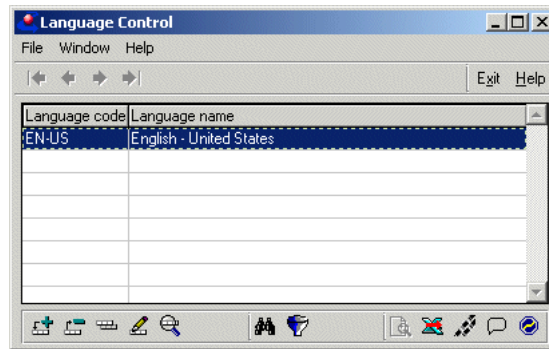 Language Control
File Window Help
Exit Help
Language code Language name
EN-US English - United States